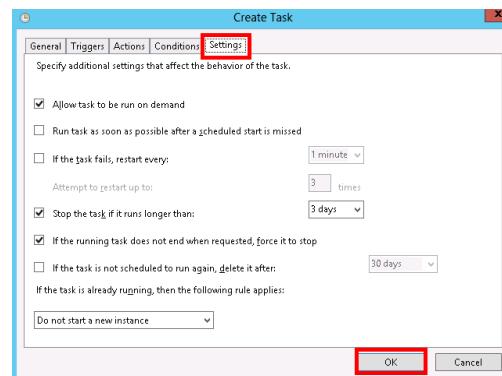 Create Task
x
General Triggers Actions Conditions Settings
Specify additional settings that affect the behavior of the task.
Allow task to be run on demand
Run task as soon as possible after a scheduled start is missed
If the task fails, restart every: 1 minute
Attempt to restart up to: 3 times
Stop the task if it runs longer than: 3 days
If the running task does not end when requested, force it to stop
If the task is not scheduled to run again, delete it after: 30 days
If the task is already running, then the following rule applies:
Do not start a new instance
OK Cancel